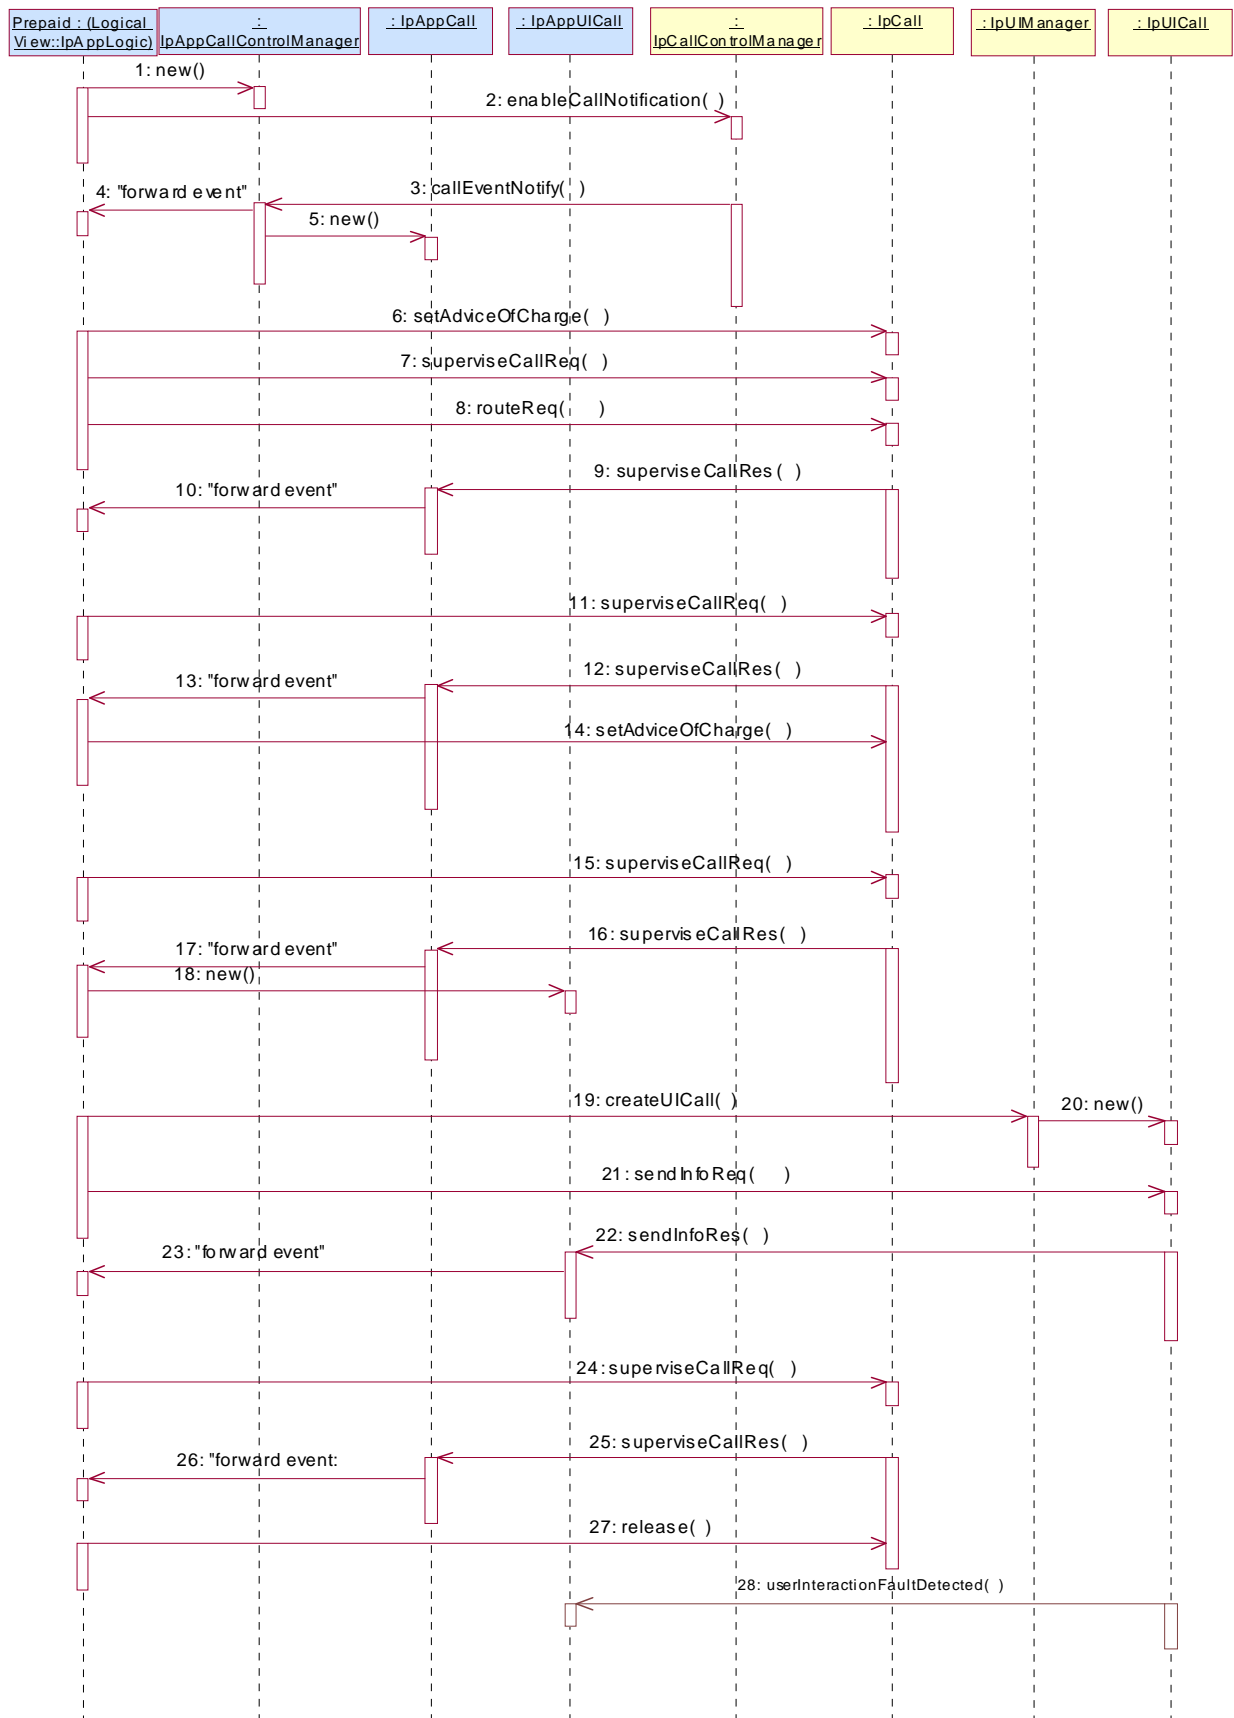 Prepaid : (Logical View::IpAppLogic)
: IpAppCallControlManager
: IpAppCall
: IpAppUICall
: IpCallControlManager
: IpCall
: IpUIManager
: IpUICall
1: new()
2: enableCallNotification( )
3: callEventNotify( )
4: "forward event"
5: new()
6: setAdviceOfCharge( )
7: superviseCallReq( )
8: routeReq( )
9: superviseCallRes( )
10: "forward event"
11: superviseCallReq( )
12: superviseCallRes( )
13: "forward event"
14: setAdviceOfCharge( )
15: superviseCallReq( )
16: superviseCallRes( )
17: "forward event"
18: new()
19: createUICall( )
20: new()
21: sendInfoReq( )
22: sendInfoRes( )
23: "forward event"
24: superviseCallReq( )
25: superviseCallRes( )
26: "forward event:
27: release( )
28: userInteractionFaultDetected( )